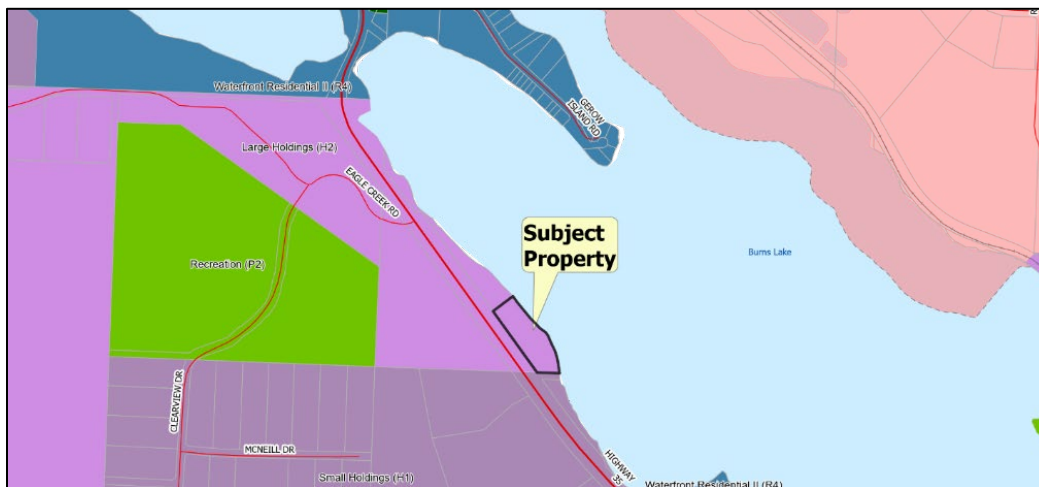 Waterfront Residential II (R4)
GEROW
ISLAND RD
Large Holdings (H2)
EAGLE CREEK RD
Subject
Property
Burns Lake
Recreation (P2)
CLEARVIEW DR
MCNEILL DR
Small Holdings (H1)
HIGHWAY
35
Waterfront Residential II (R4)